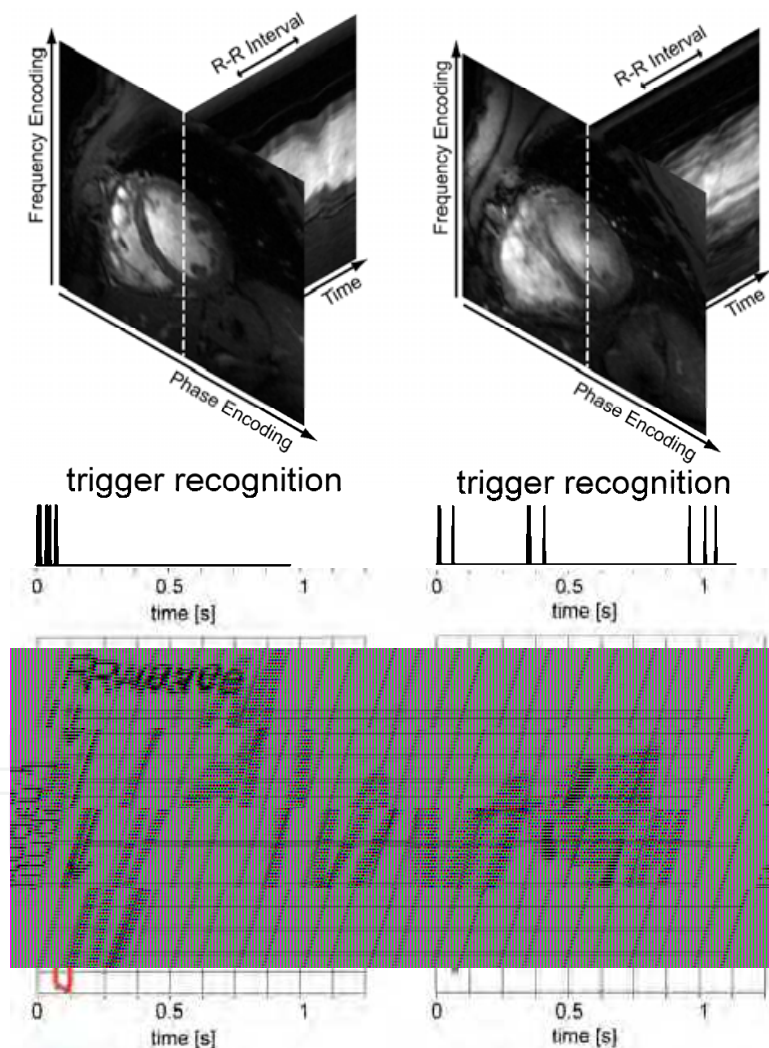 R-R Interval
Frequency Encoding
Time
Phase Encoding
R-R Interval
Frequency Encoding
Time
Phase Encoding
trigger recognition
0 0.5 1
time [s]
trigger recognition
0 0.5 1
time [s]
0 0.5 1
time [s]
0 0.5 1
time [s]